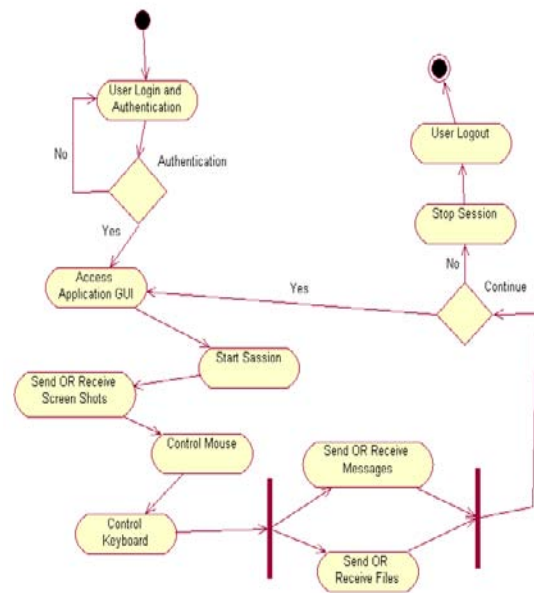 User Login and
Authentication
No
Authentication
Yes
Access
Application GUI
Start Sassion
Send OR Receive
Screen Shots
Control Mouse
Control
Keyboard
Send OR Receive
Messages
Send OR
Receive Files
Continue
Yes
No
Stop Session
User Logout